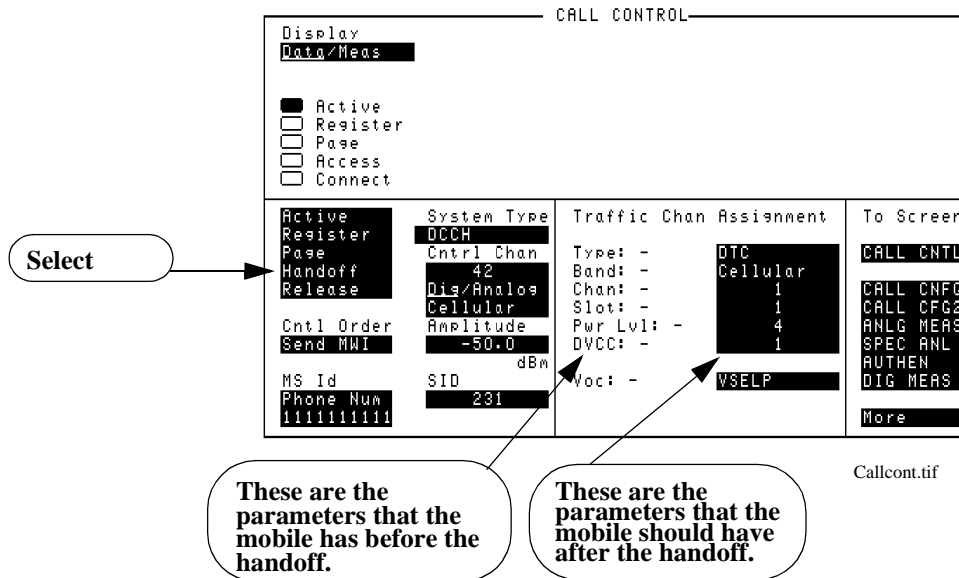 CALL CONTROL
Display
Data/Meas
Active
Register
Page
Access
Connect
Active
Register
Page
Handoff
Release
Cntl Order
Send MWI
MS Id
Phone Num
1111111111
System Type
DCCH
Cntrl Chan
42
Dig/Analog
Cellular
Amplitude
-50.0
dBm
SID
231
Traffic Chan Assignment
Type: - DTC
Band: - Cellular
Chan: - 1
Slot: - 1
Pwr Lvl: - 4
DVCC: - 1
Voc: - VSELP
To Screen
CALL CNTL
CALL CNFG
CALL CFG2
ANLG MEAS
SPEC ANL
AUTHEN
DIG MEAS
More
Select
These are the
parameters that the
mobile has before the
handoff.
These are the
parameters that the
mobile should have
after the handoff.
Callcont.tif